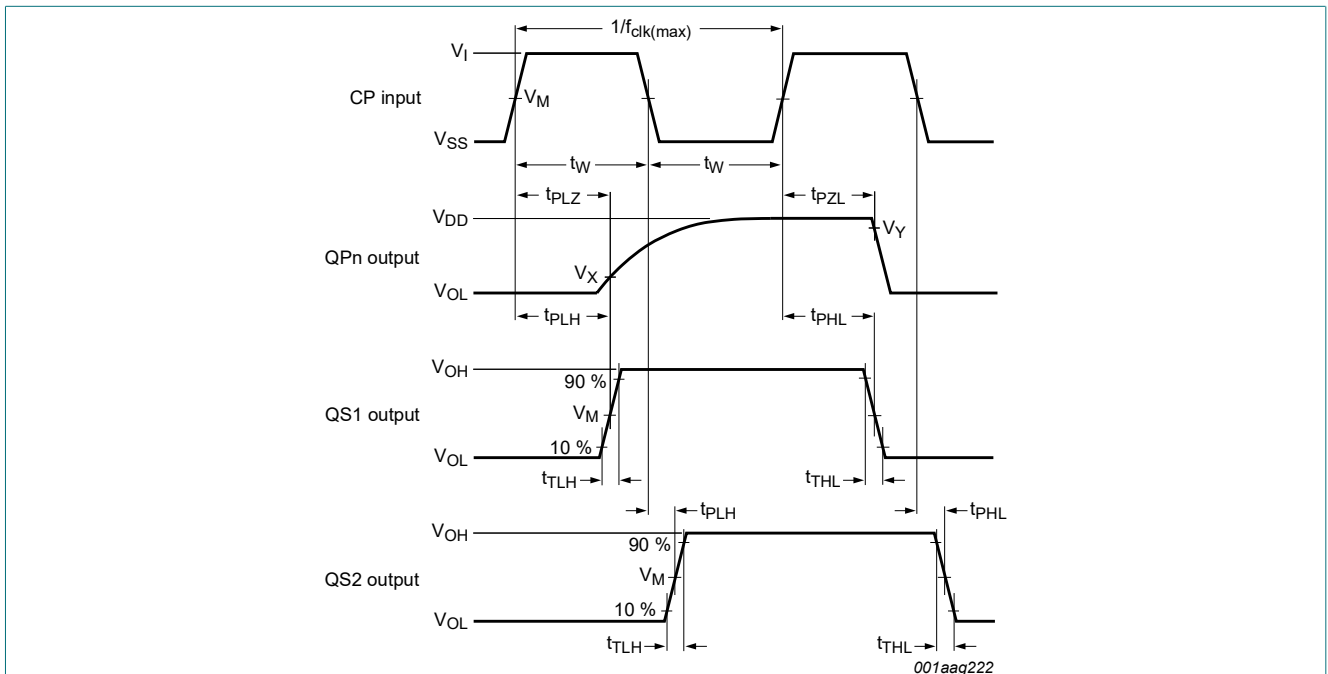 1/fclk(max)
VI
CP input
VM
VSS
tW
tW
tPLZ
tPZL
VDD
VY
QPn output
VX
VOL
tPLH
tPHL
VOH
90 %
QS1 output
VM
10 %
VOL
tTLH
tTHL
tPLH
tPHL
VOH
90 %
QS2 output
VM
10 %
VOL
tTLH
tTHL
001aag222